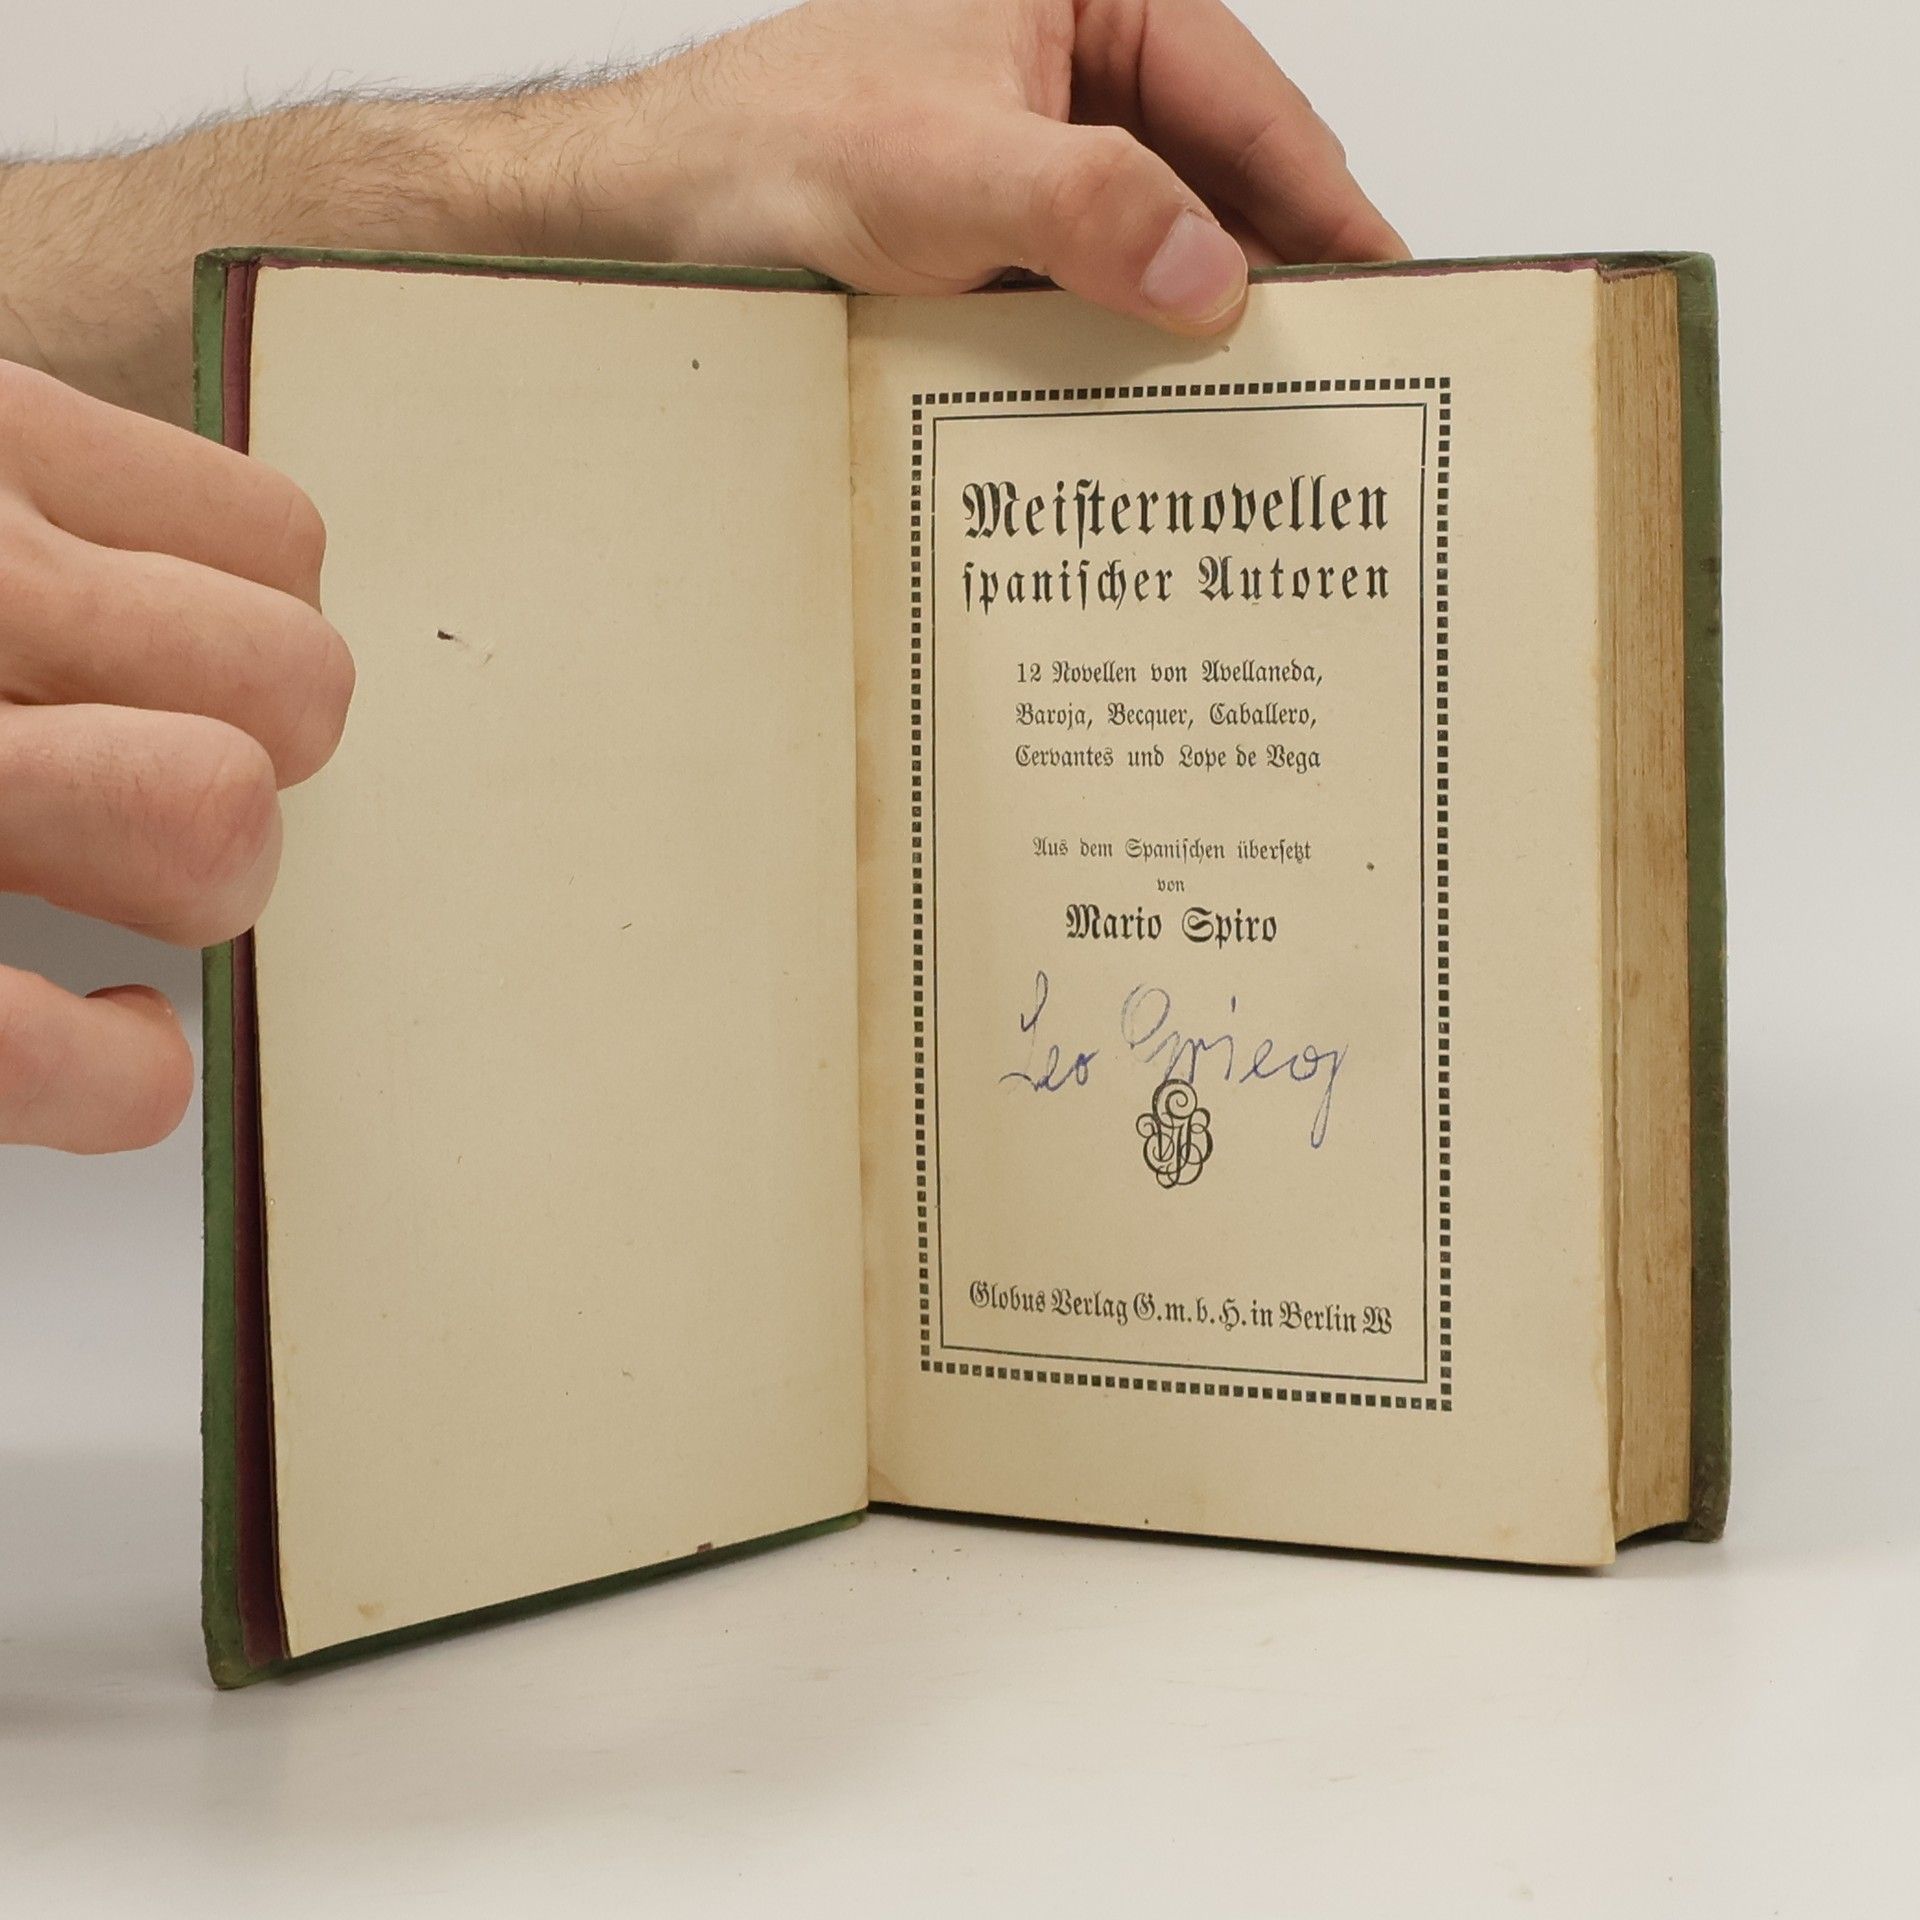 Meiſternovellen
ſpaniſcher Autoren
12 Novellen von Avellaneda,
Baroja, Becquer, Caballero,
Cervantes und Lope de Vega
Aus dem Spaniſchen überſetzt
von
Mario Spiro
Leo
Globus Verlag G.m.b.H. in Berlin W